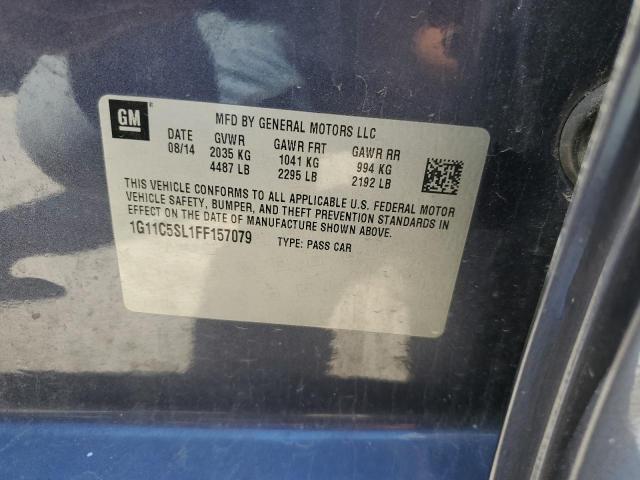 GM ®
MFD BY GENERAL MOTORS LLC
DATE GVWR GAWR FRT GAWR RR
08/14 2035 KG 1041 KG 994 KG
4487 LB 2295 LB 2192 LB
THIS VEHICLE CONFORMS TO ALL APPLICABLE U.S. FEDERAL MOTOR
VEHICLE SAFETY, BUMPER, AND THEFT PREVENTION STANDARDS IN
EFFECT ON THE DATE OF MANUFACTURE SHOWN ABOVE.
1G11C5SL1FF157079 TYPE: PASS CAR